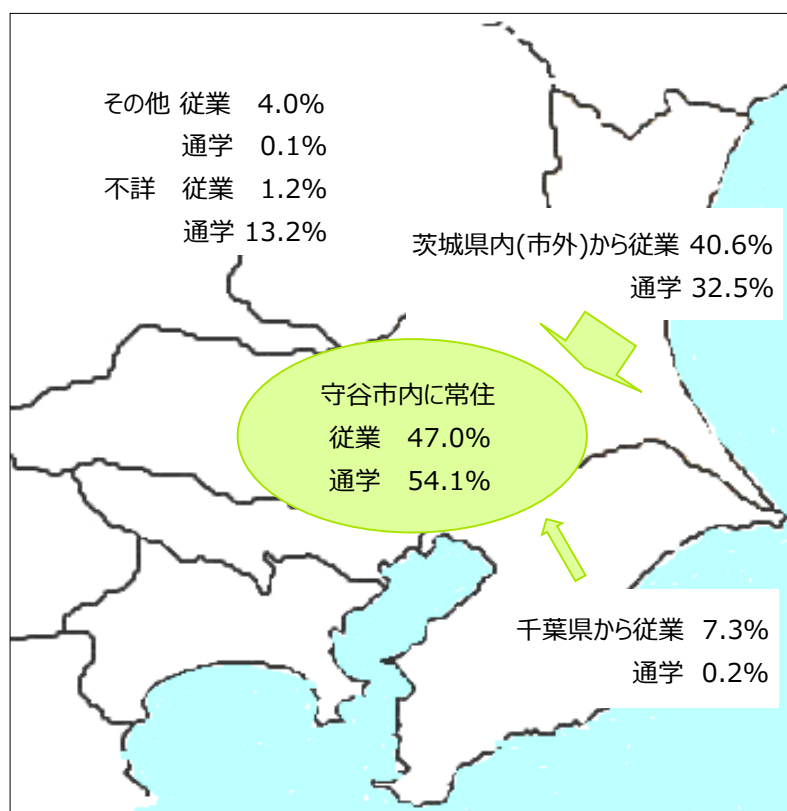 その他 従業 4.0%
通学 0.1%
不詳 従業 1.2%
通学 13.2%
茨城県内(市外)から従業 40.6%
通学 32.5%
守谷市内に常住
従業 47.0%
通学 54.1%
千葉県から従業 7.3%
通学 0.2%